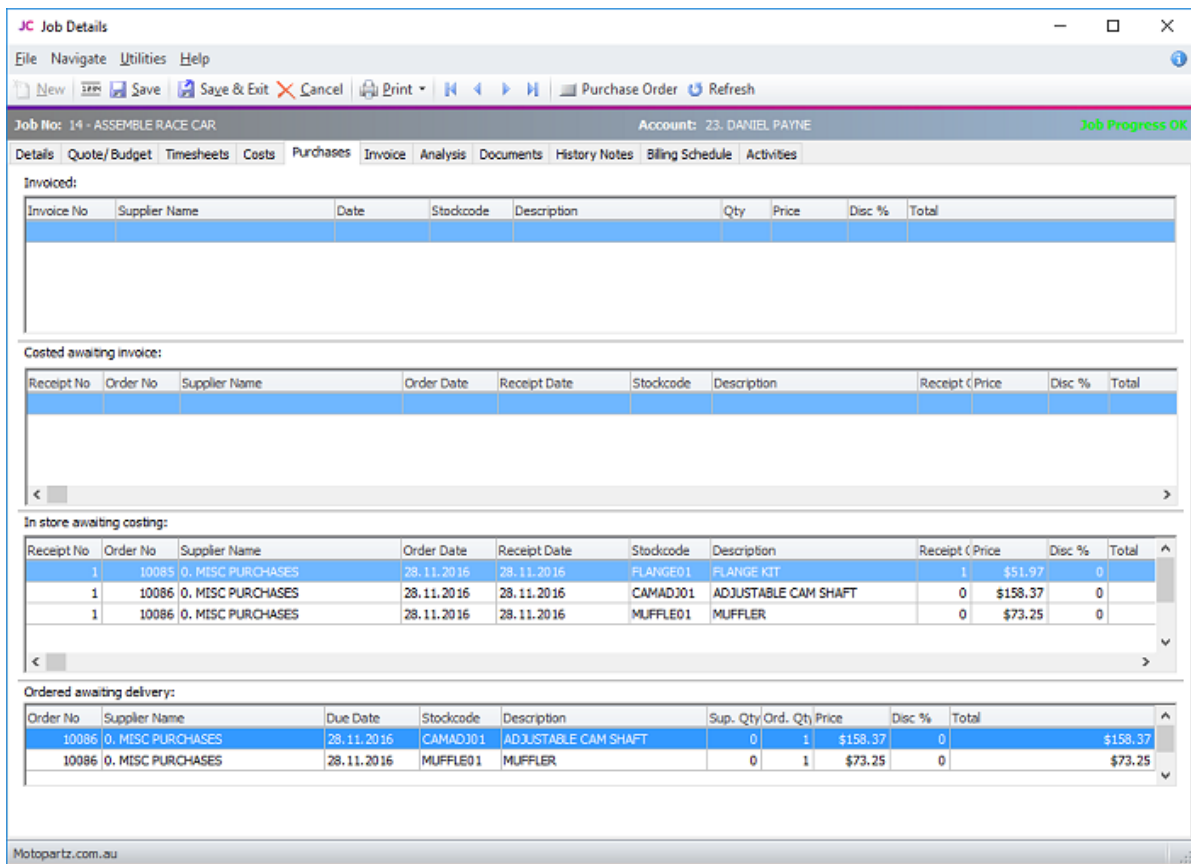 JC Job Details
File Navigate Utilities Help
New Save Save & Exit Cancel Print Purchase Order Refresh
Job No: 14 - ASSEMBLE RACE CAR Account: 23. DANIEL PAYNE Job Progress OK
Details Quote/Budget Timesheets Costs Purchases Invoice Analysis Documents History Notes Billing Schedule Activities
Invoiced:
Invoice No Supplier Name Date Stockcode Description Qty Price Disc % Total
Costed awaiting invoice:
Receipt No Order No Supplier Name Order Date Receipt Date Stockcode Description Receipt Q Price Disc % Total
In store awaiting costing:
Receipt No Order No Supplier Name Order Date Receipt Date Stockcode Description Receipt Q Price Disc % Total
1 10085 0. MISC PURCHASES 28.11.2016 28.11.2016 FLANGE01 FLANGE KIT 1 $51.97 0
1 10086 0. MISC PURCHASES 28.11.2016 28.11.2016 CAMADJ01 ADJUSTABLE CAM SHAFT 0 $158.37 0
1 10086 0. MISC PURCHASES 28.11.2016 28.11.2016 MUFFLE01 MUFFLER 0 $73.25 0
Ordered awaiting delivery:
Order No Supplier Name Due Date Stockcode Description Sup. Qty Ord. Qty Price Disc % Total
10086 0. MISC PURCHASES 28.11.2016 CAMADJ01 ADJUSTABLE CAM SHAFT 0 1 $158.37 0 $158.37
10086 0. MISC PURCHASES 28.11.2016 MUFFLE01 MUFFLER 0 1 $73.25 0 $73.25
Motopartz.com.au